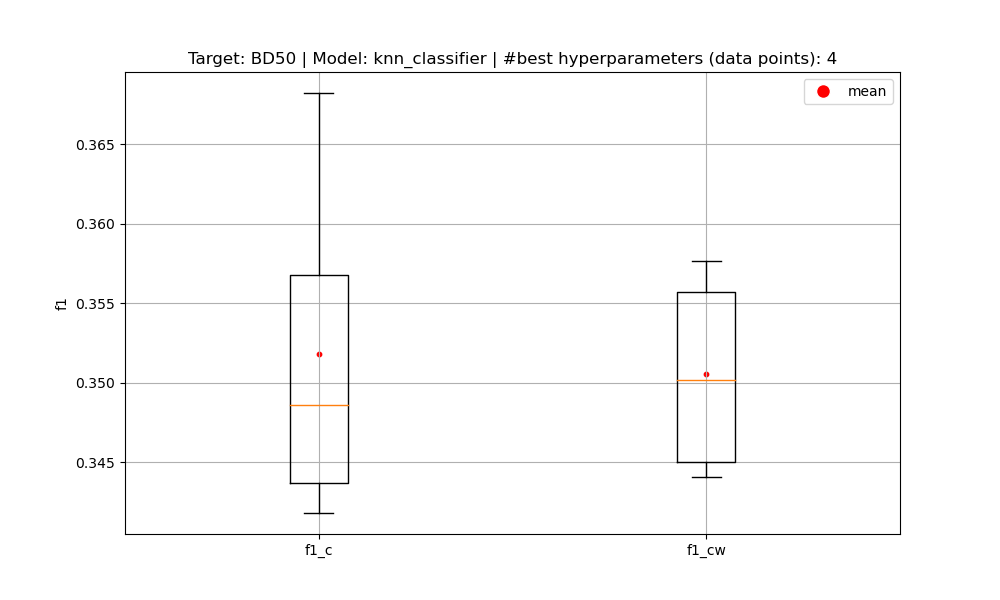 Target: BD50 | Model: knn_classifier | #best hyperparameters (data points): 4
mean
0.365
0.360
0.355
0.350
0.345
f1
f1_c
f1_cw